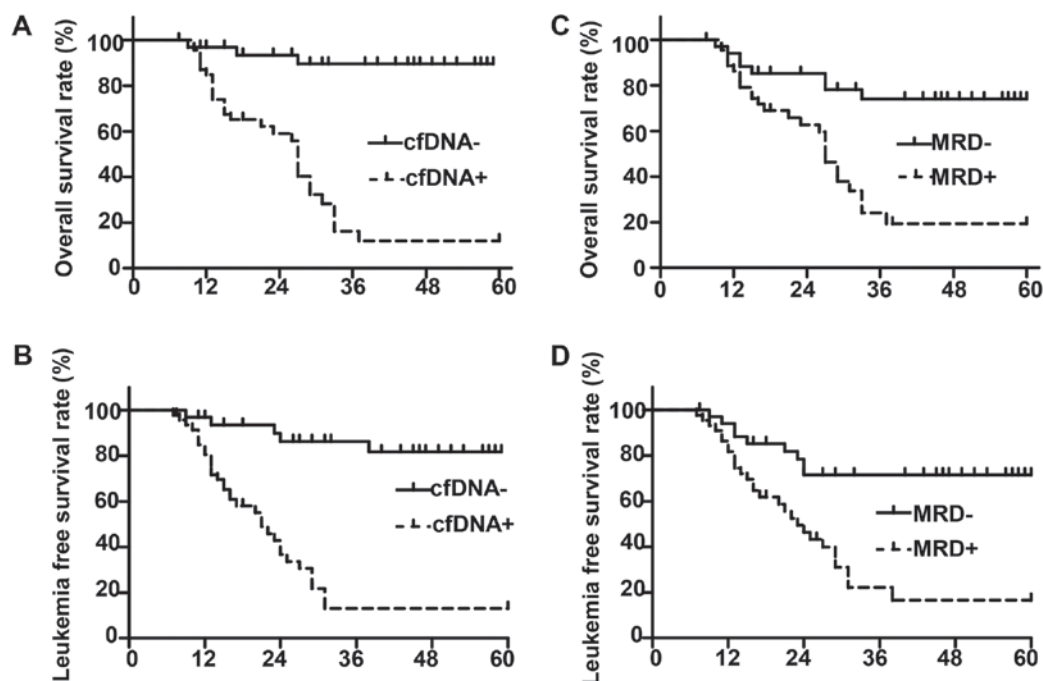 A
Overall survival rate (%)
100
80
60
40
20
0
cfDNA-
cfDNA+
0 12 24 36 48 60
C
Overall survival rate (%)
100
80
60
40
20
0
MRD-
MRD+
0 12 24 36 48 60
B
Leukemia free survival rate (%)
100
80
60
40
20
0
cfDNA-
cfDNA+
0 12 24 36 48 60
D
Leukemia free survival rate (%)
100
80
60
40
20
0
MRD-
MRD+
0 12 24 36 48 60